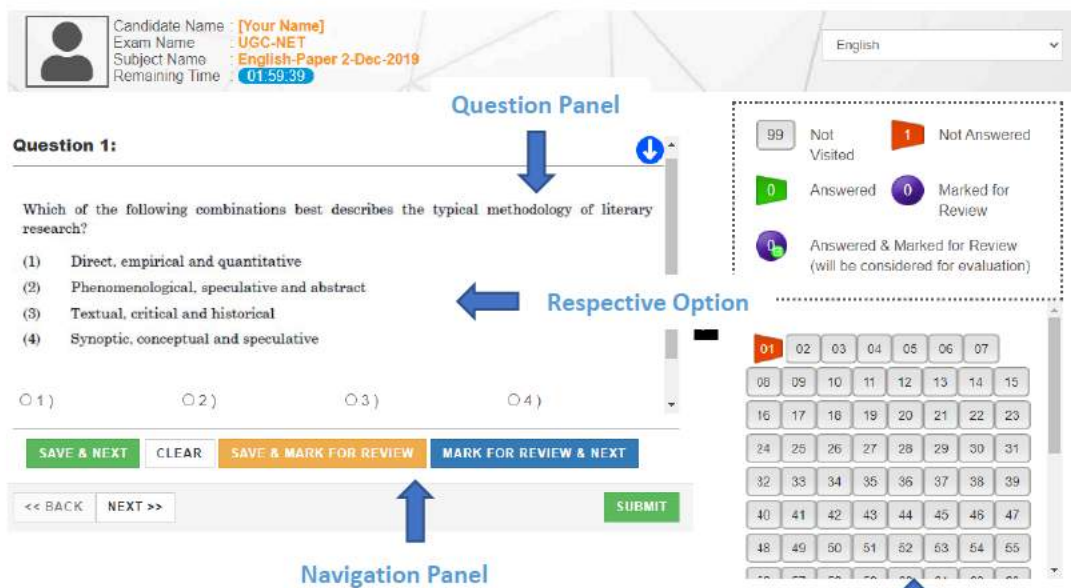 Candidate Name : [Your Name]
Exam Name : UGC-NET
Subject Name : English-Paper 2-Dec-2019
Remaining Time : 01:59:39
English
Question Panel
Question 1:
Which of the following combinations best describes the typical methodology of literary
research?
(1) Direct, empirical and quantitative
(2) Phenomenological, speculative and abstract
(3) Textual, critical and historical
(4) Synoptic, conceptual and speculative
Respective Option
1 ) 2 ) 3 ) 4 )
SAVE & NEXT CLEAR SAVE & MARK FOR REVIEW MARK FOR REVIEW & NEXT
<< BACK NEXT >> SUBMIT
Navigation Panel
99 Not Visited 1 Not Answered
0 Answered 0 Marked for Review
0 Answered & Marked for Review
(will be considered for evaluation)
01 02 03 04 05 06 07
08 09 10 11 12 13 14 15
16 17 18 19 20 21 22 23
24 25 26 27 28 29 30 31
32 33 34 35 36 37 38 39
40 41 42 43 44 45 46 47
48 49 50 51 52 53 54 55